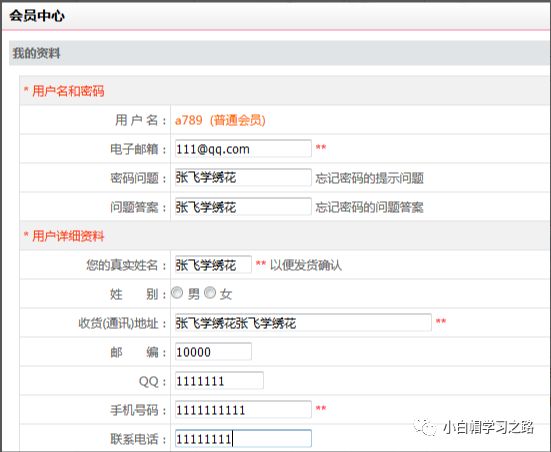 会员中心
我的资料
* 用户名和密码
用 户 名： a789 (普通会员)
电子邮箱： 111@qq.com **
密码问题： 张飞学绣花 忘记密码的提示问题
问题答案： 张飞学绣花 忘记密码的问题答案
* 用户详细资料
您的真实姓名： 张飞学绣花 ** 以便发货确认
姓 别： 男 女
收货(通讯)地址： 张飞学绣花张飞学绣花 **
邮 编： 10000
QQ： 1111111
手机号码： 1111111111 **
联系电话： 11111111
小白帽学习之路